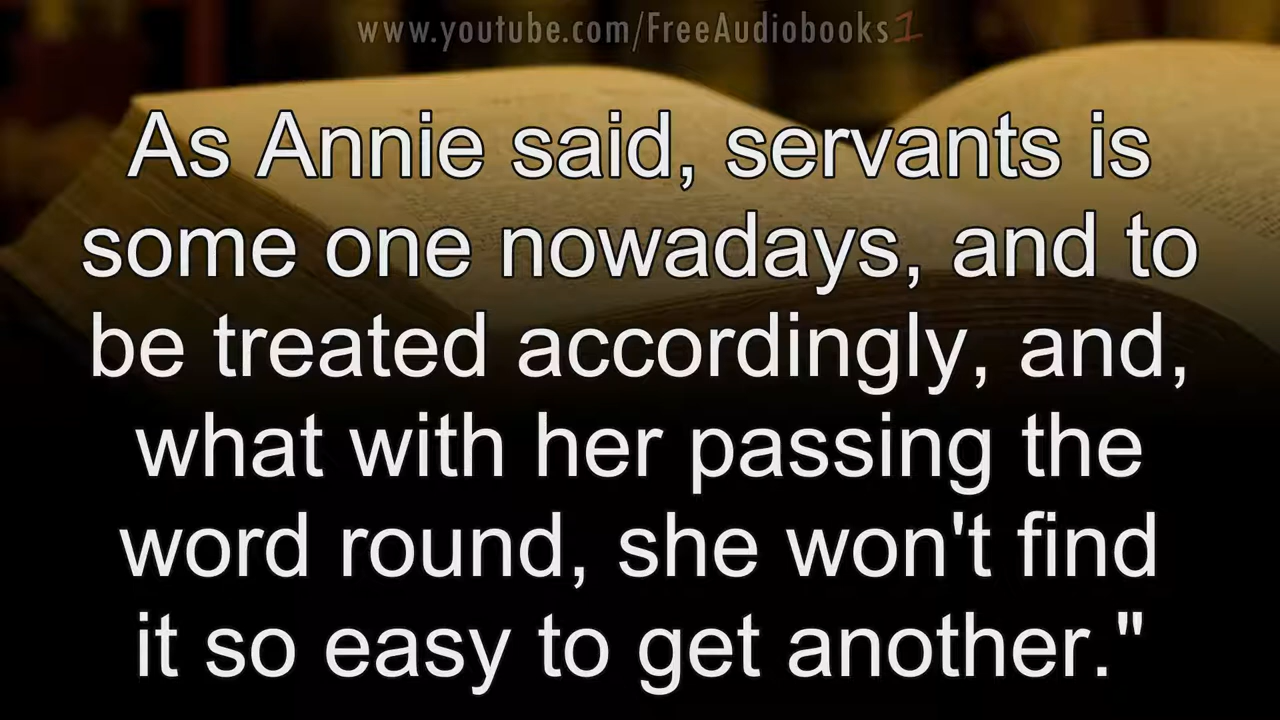 www.youtube.com/FreeAudiobooks1
As Annie said, servants is
some one nowadays, and to
be treated accordingly, and,
what with her passing the
word round, she won't find
it so easy to get another."